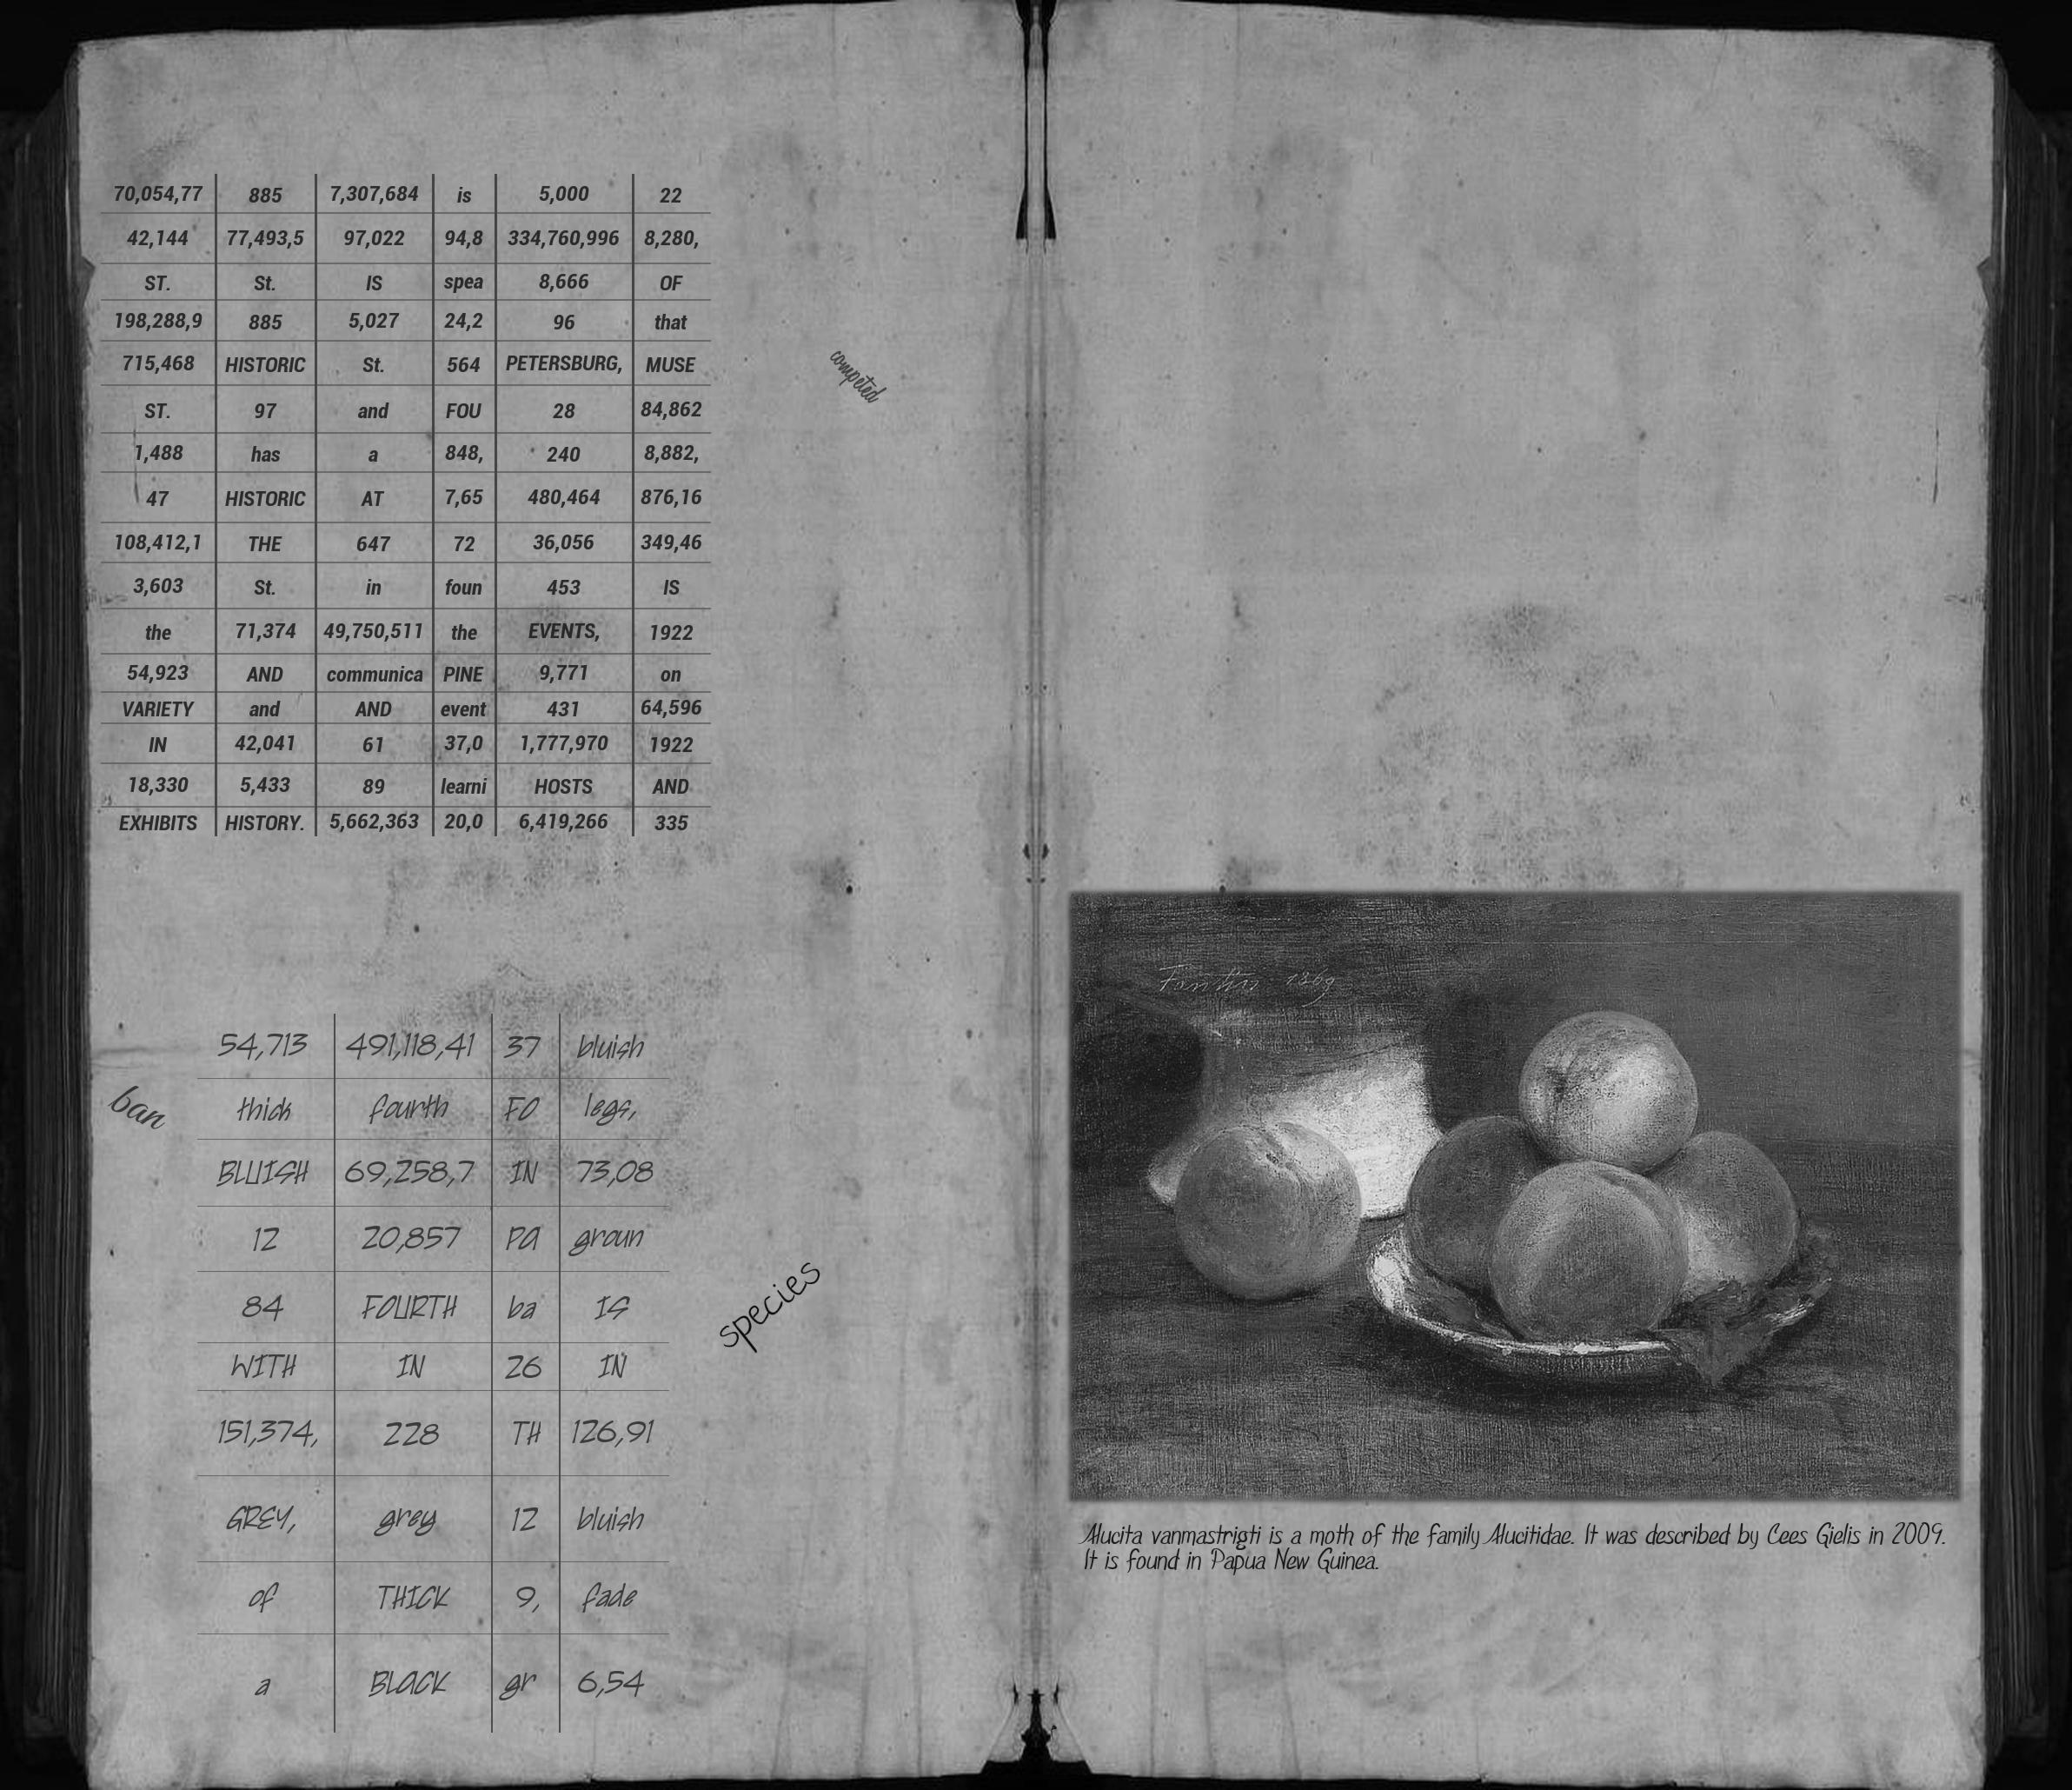 70,054,77 885 7,307,684 is 5,000 22
42,144 77,493,5 97,022 94,8 334,760,996 8,280,
ST. St. IS spea 8,666 OF
198,288,9 885 5,027 24,2 96 that
715,468 HISTORIC St. 564 PETERSBURG, MUSE
ST. 97 and FOU 28 84,862
1,488 has a 848, 240 8,882,
47 HISTORIC AT 7,65 480,464 876,16
108,412,1 THE 647 72 36,056 349,46
3,603 St. in foun 453 IS
the 71,374 49,750,511 the EVENTS, 1922
54,923 AND communica PINE 9,771 on
VARIETY and AND event 431 64,596
IN 42,041 61 37,0 1,777,970 1922
18,330 5,433 89 learni HOSTS AND
EXHIBITS HISTORY. 5,662,363 20,0 6,419,266 335
competed
54,713 491,118,41 37 bluish
thick fourth FO legs,
BLUISH 69,258,7 IN 73,08
12 20,857 PA groun
84 FOURTH ba IS
WITH IN 26 IN
151,374, 228 TH 126,91
GREY, grey 12 bluish
of THICK 9, fade
a BLACK gr 6,54
ban
species
Fantin 1869
Alucita vanmastrigti is a moth of the family Alucitidae. It was described by Cees Gielis in 2009.
It is found in Papua New Guinea.